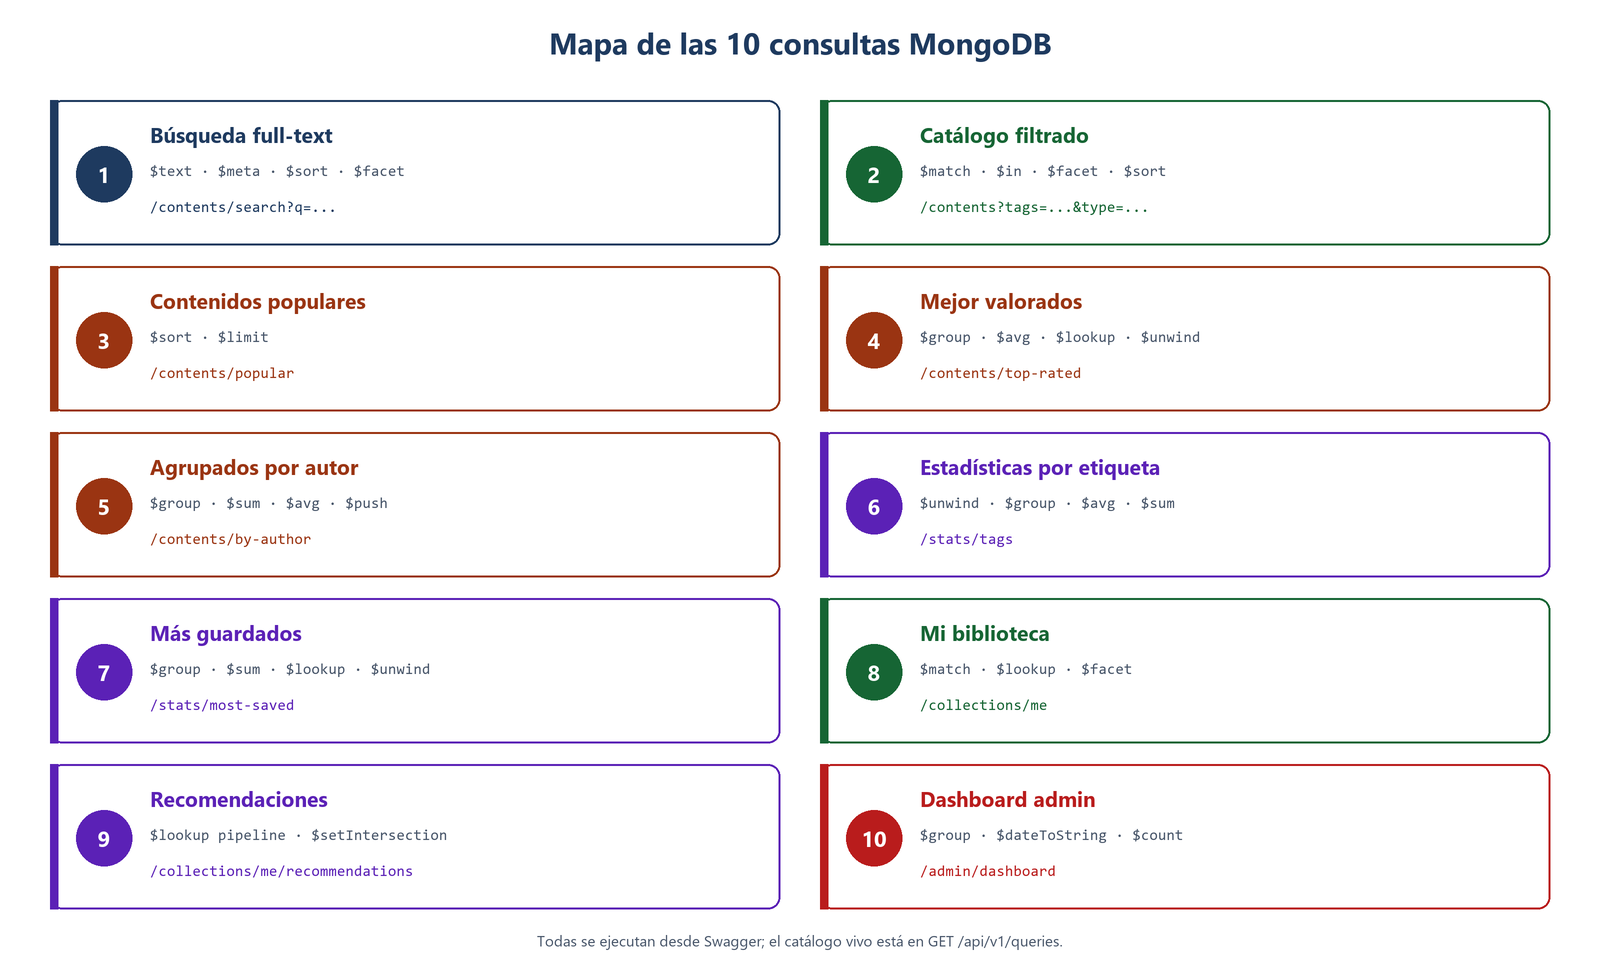 Mapa de las 10 consultas MongoDB
1
Búsqueda full-text
$text · $meta · $sort · $facet
/contents/search?q=...
2
Catálogo filtrado
$match · $in · $facet · $sort
/contents?tags=...&type=...
3
Contenidos populares
$sort · $limit
/contents/popular
4
Mejor valorados
$group · $avg · $lookup · $unwind
/contents/top-rated
5
Agrupados por autor
$group · $sum · $avg · $push
/contents/by-author
6
Estadísticas por etiqueta
$unwind · $group · $avg · $sum
/stats/tags
7
Más guardados
$group · $sum · $lookup · $unwind
/stats/most-saved
8
Mi biblioteca
$match · $lookup · $facet
/collections/me
9
Recomendaciones
$lookup pipeline · $setIntersection
/collections/me/recommendations
10
Dashboard admin
$group · $dateToString · $count
/admin/dashboard
Todas se ejecutan desde Swagger; el catálogo vivo está en GET /api/v1/queries.